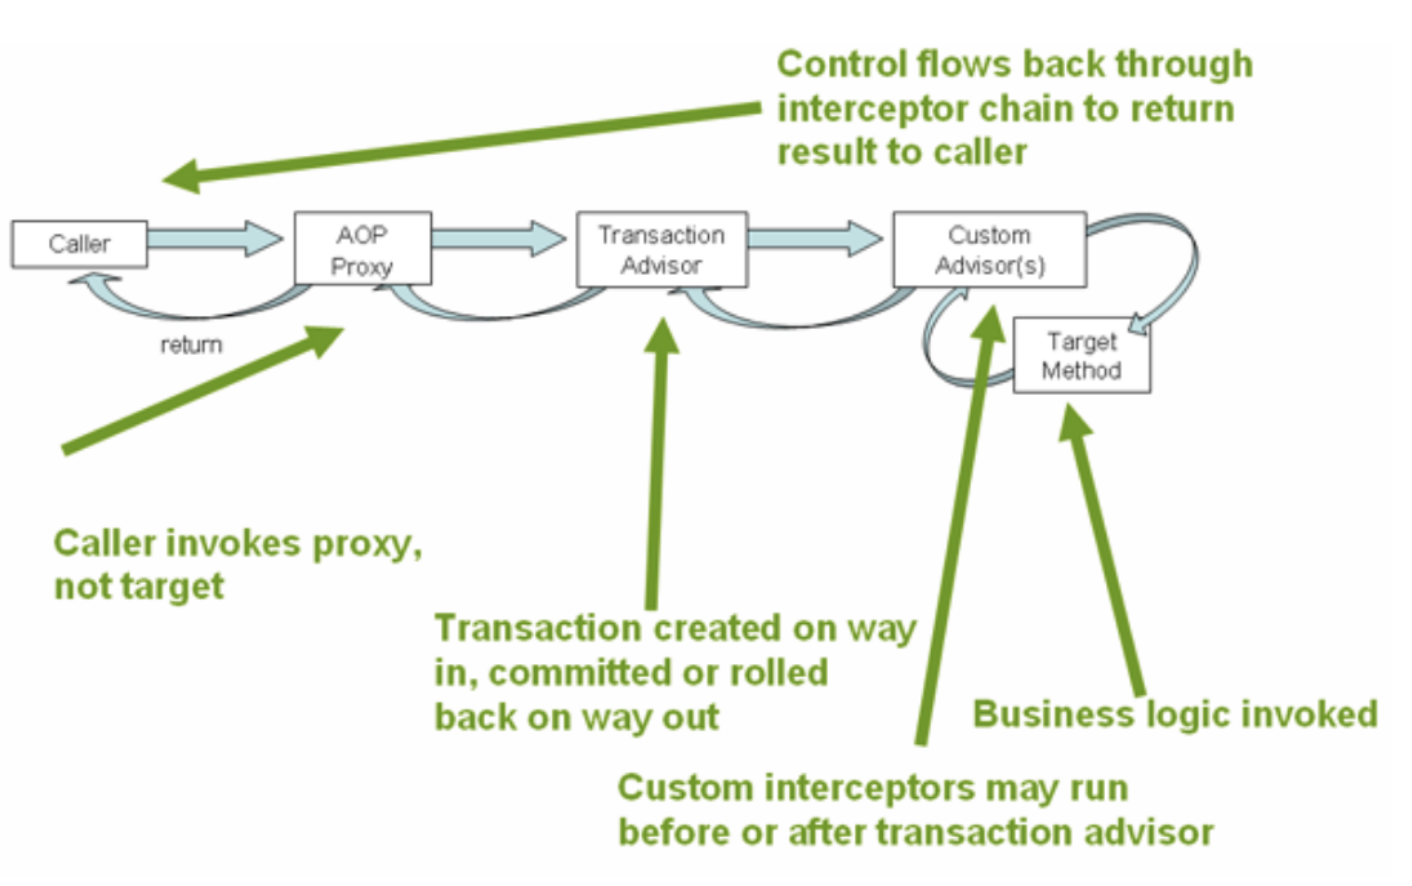 Control flows back through
interceptor chain to return
result to caller
Caller
AOP
Proxy
Transaction
Advisor
Custom
Advisor(s)
return
Target
Method
Caller invokes proxy,
not target
Transaction created on way
in, committed or rolled
back on way out
Business logic invoked
Custom interceptors may run
before or after transaction advisor